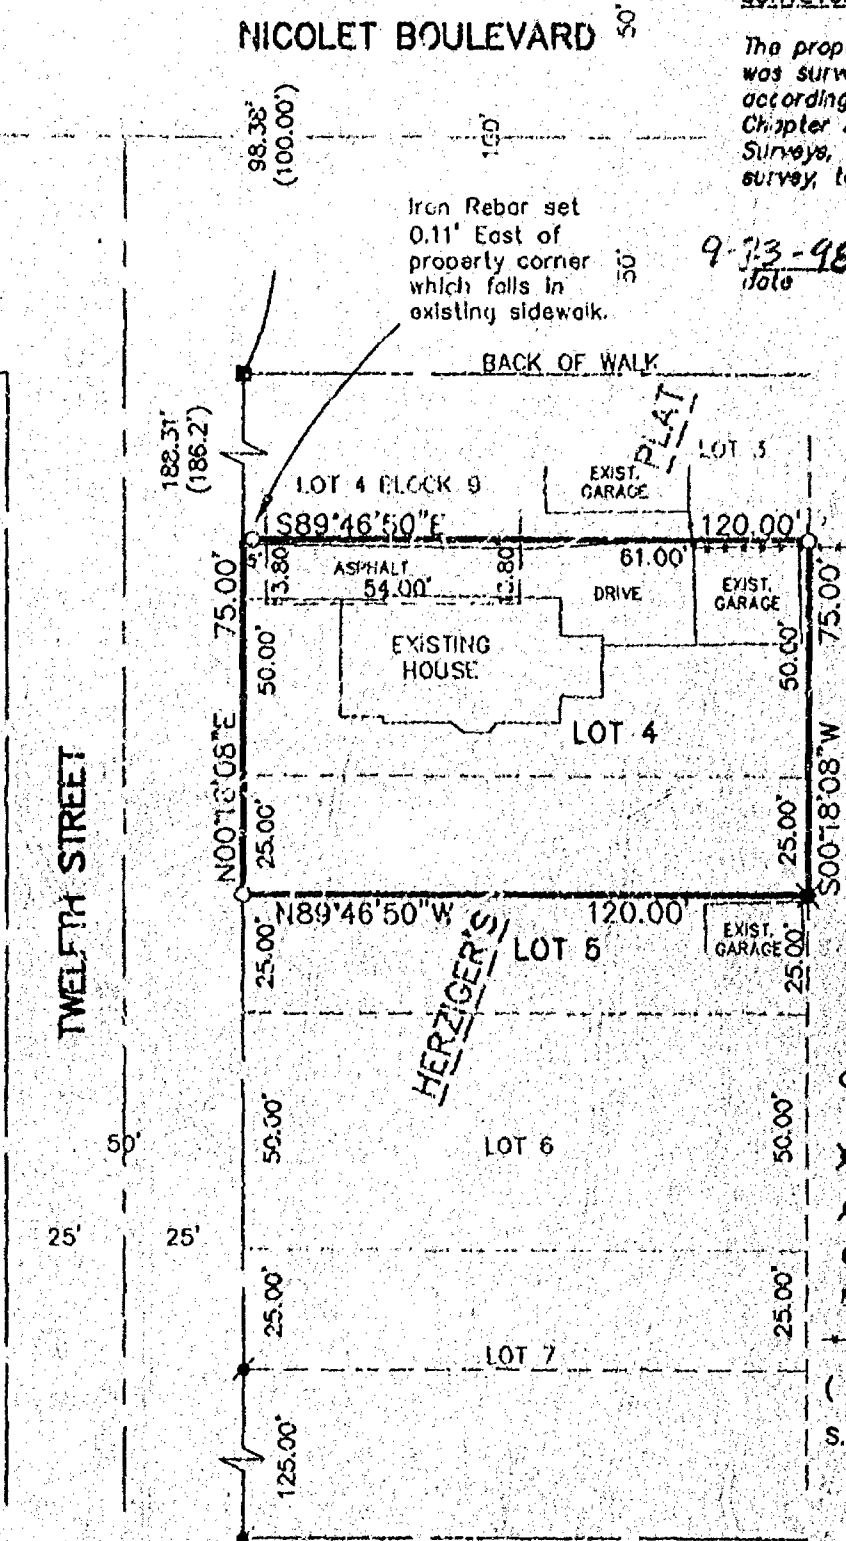 NICOLET BOULEVARD
50'
The prop
was surv
according
Chapter
Surveys,
survey, t
98.38'
(100.00')
100'
Iron Rebar set
0.11' East of
property corner
which falls in
existing sidewalk.
50'
9-23-98
date
BACK OF WALK
188.31'
(186.2')
PLAT
LOT 3
LOT 4 BLOCK 9
EXIST.
GARAGE
S89°46'50"E
120.00'
5'
3.80'
ASPHALT
54.00'
3.80'
61.00'
DRIVE
EXIST.
GARAGE
75.00'
75.00'
50.00'
EXISTING
HOUSE
50.00'
LOT 4
N00°18'08"E
25.00'
25.00'
S00°18'08"W
TWELFTH STREET
N89°46'50"W
120.00'
25.00'
HERZIGER'S
LOT 5
EXIST.
GARAGE
25.00'
50'
50.00'
LOT 6
50.00'
25'
25'
25.00'
25.00'
LOT 7
125.00'
(
S.